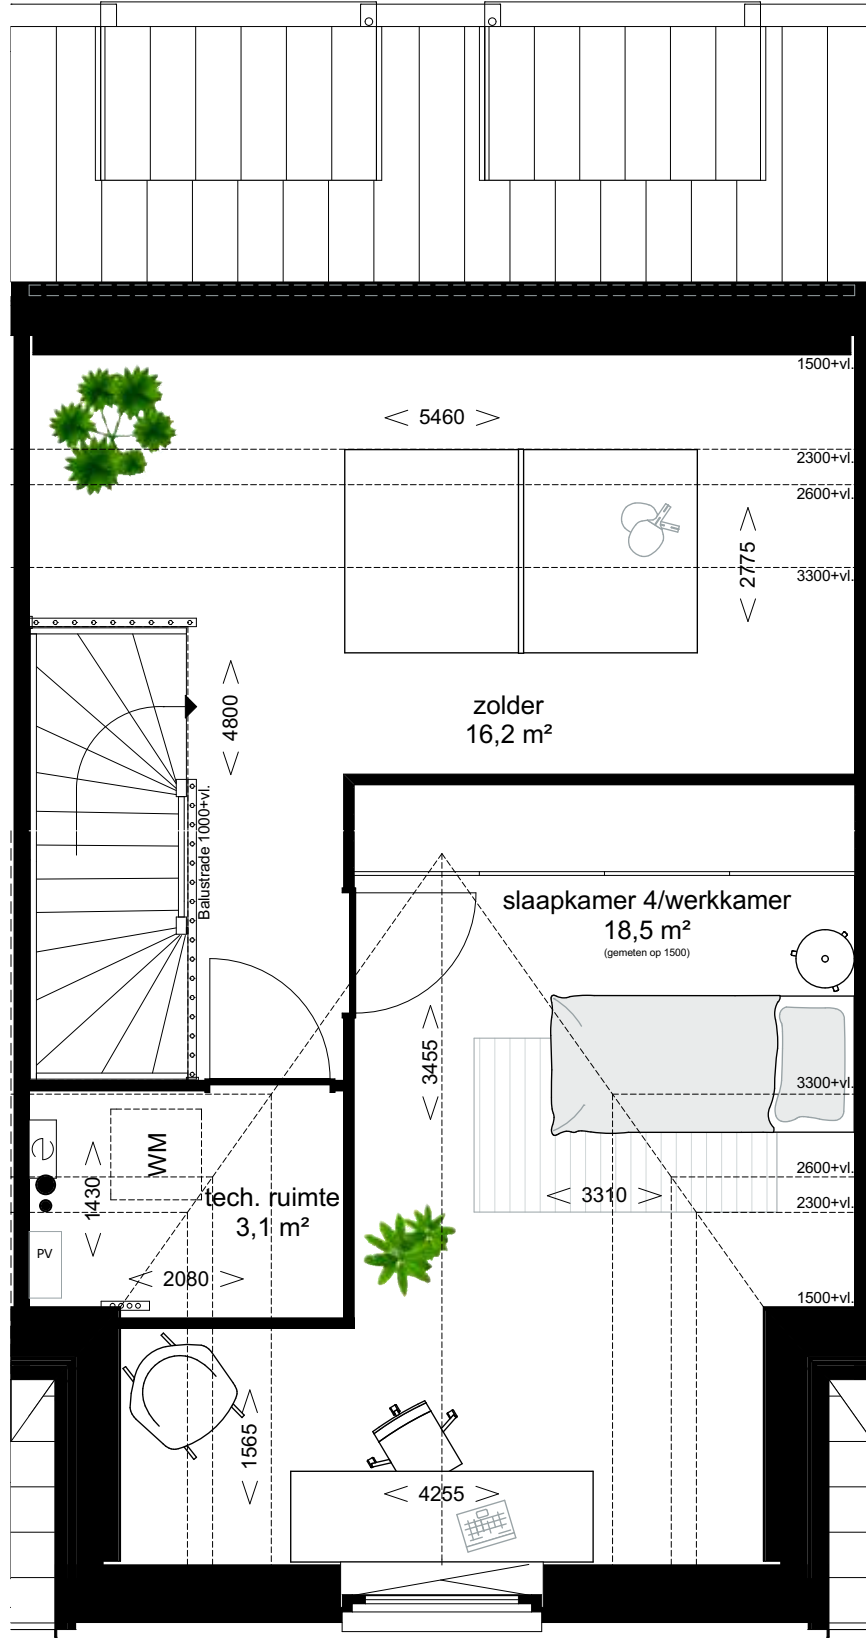 1500+vl.
5460
2300+vl.
2600+vl.
2775
3300+vl.
4800
zolder
16,2 m²
Balustrade 1000+vl.
slaapkamer 4/werkkamer
18,5 m²
(gemeten op 1500)
3455
3300+vl.
e
WM
2600+vl.
1430
tech. ruimte
3,1 m²
3310
2300+vl.
PV
2080
1500+vl.
1565
4255